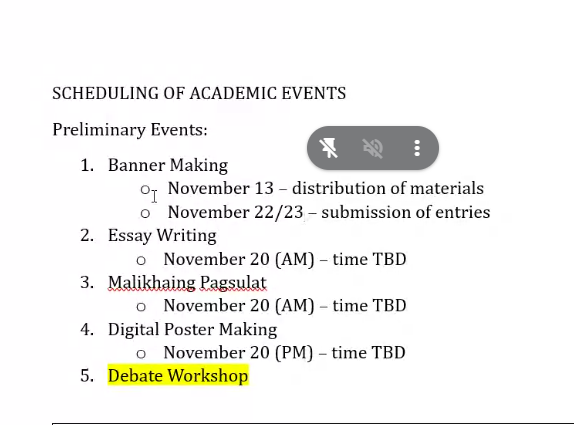 SCHEDULING OF ACADEMIC EVENTS
Preliminary Events:
1. Banner Making
o November 13 – distribution of materials
o November 22/23 – submission of entries
2. Essay Writing
o November 20 (AM) – time TBD
3. Malikhaing Pagsulat
o November 20 (AM) – time TBD
4. Digital Poster Making
o November 20 (PM) – time TBD
5. Debate Workshop